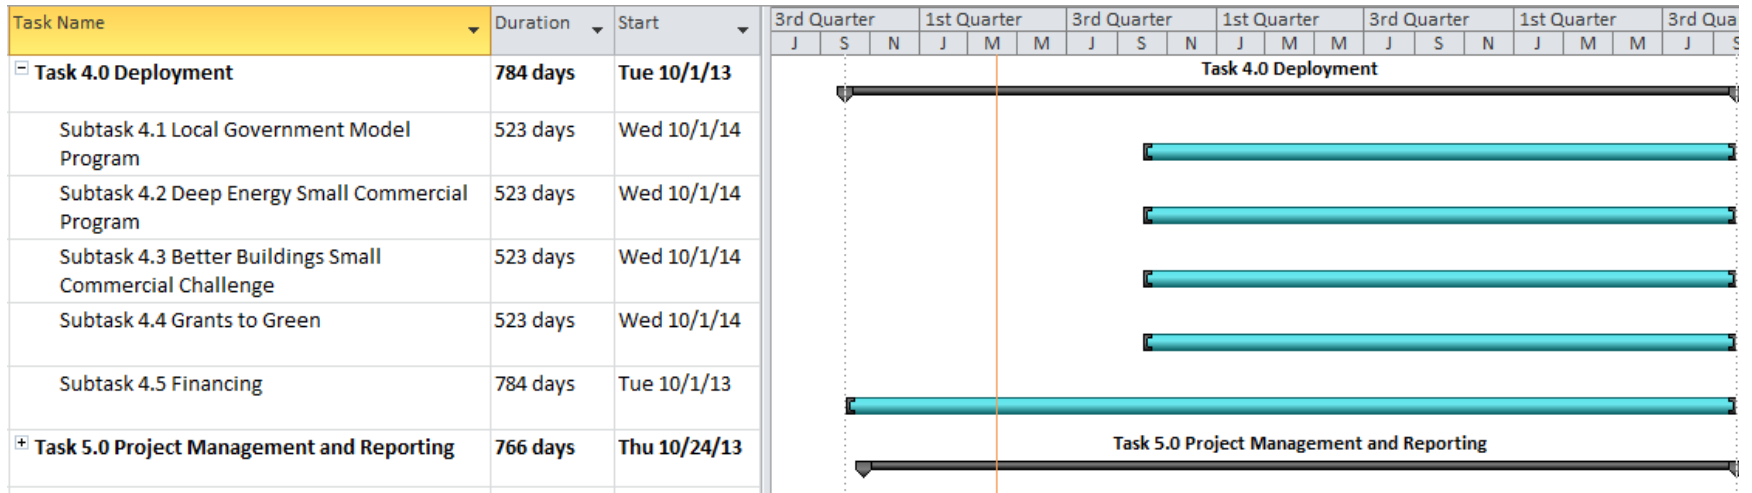 Task Name Duration Start 3rd Quarter 1st Quarter 3rd Quarter 1st Quarter 3rd Quarter 1st Quarter 3rd Qua
J S N J M M J S N J M M J S N J M M J S
Task 4.0 Deployment 784 days Tue 10/1/13 Task 4.0 Deployment
Subtask 4.1 Local Government Model 523 days Wed 10/1/14
Program
Subtask 4.2 Deep Energy Small Commercial 523 days Wed 10/1/14
Program
Subtask 4.3 Better Buildings Small 523 days Wed 10/1/14
Commercial Challenge
Subtask 4.4 Grants to Green 523 days Wed 10/1/14
Subtask 4.5 Financing 784 days Tue 10/1/13
Task 5.0 Project Management and Reporting 766 days Thu 10/24/13 Task 5.0 Project Management and Reporting